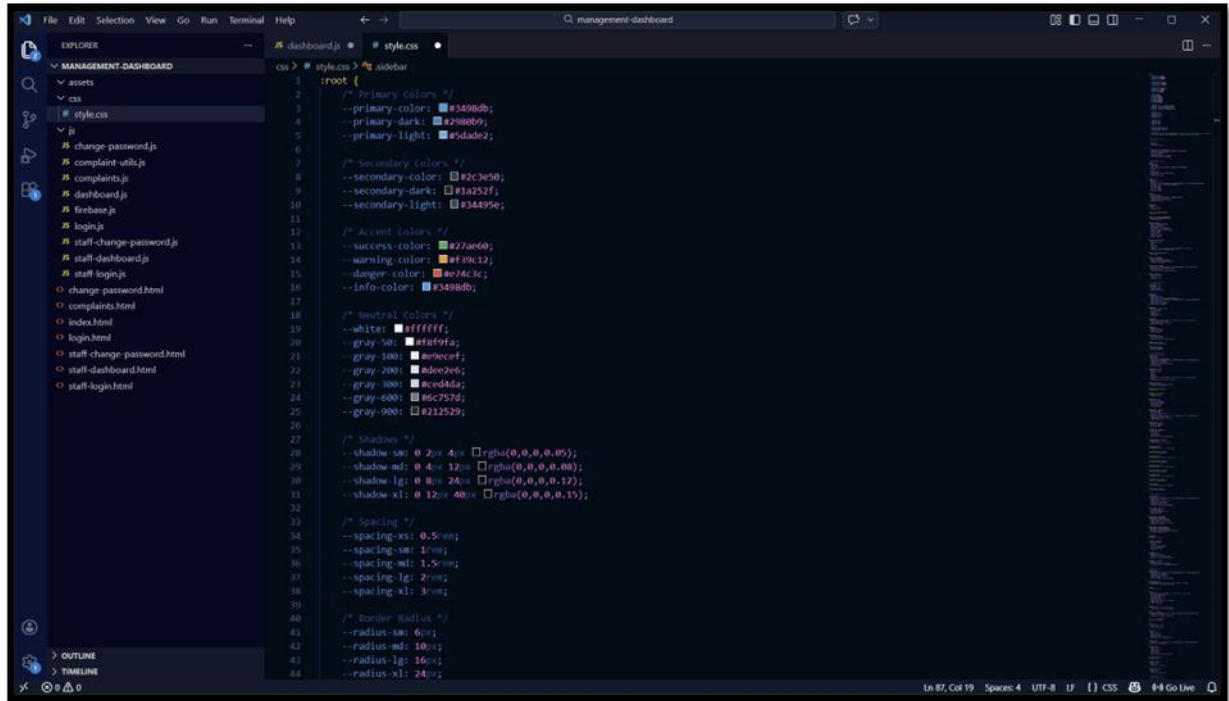 File Edit Selection View Go Run Terminal Help
management-dashboard
EXPLORER
MANAGEMENT-DASHBOARD
assets
css
# style.css
js
JS change-password.js
JS complaint-utils.js
JS complaints.js
JS dashboard.js
JS firebase.js
JS login.js
JS staff-change-password.js
JS staff-dashboard.js
JS staff-login.js
<> change-password.html
<> complaints.html
<> index.html
<> login.html
<> staff-change-password.html
<> staff-dashboard.html
<> staff-login.html
OUTLINE
TIMELINE
JS dashboard.js
# style.css
css > # style.css > .sidebar
1 :root {
2 /* Primary Colors */
3 --primary-color: #3498db;
4 --primary-dark: #2980b9;
5 --primary-light: #5dade2;
6
7 /* Secondary Colors */
8 --secondary-color: #2c3e50;
9 --secondary-dark: #1a252f;
10 --secondary-light: #34495e;
11
12 /* Accent Colors */
13 --success-color: #27ae60;
14 --warning-color: #f39c12;
15 --danger-color: #e74c3c;
16 --info-color: #3498db;
17
18 /* Neutral Colors */
19 --white: #ffffff;
20 --gray-50: #f8f9fa;
21 --gray-100: #e9ecef;
22 --gray-200: #dee2e6;
23 --gray-300: #ced4da;
24 --gray-600: #6c757d;
25 --gray-900: #212529;
26
27 /* Shadows */
28 --shadow-sm: 0 2px 4px rgba(0,0,0,0.05);
29 --shadow-md: 0 4px 12px rgba(0,0,0,0.08);
30 --shadow-lg: 0 8px 24px rgba(0,0,0,0.12);
31 --shadow-xl: 0 12px 40px rgba(0,0,0,0.15);
32
33 /* Spacing */
34 --spacing-xs: 0.5rem;
35 --spacing-sm: 1rem;
36 --spacing-md: 1.5rem;
37 --spacing-lg: 2rem;
38 --spacing-xl: 3rem;
39
40 /* Border Radius */
41 --radius-sm: 6px;
42 --radius-md: 10px;
43 --radius-lg: 16px;
44 --radius-xl: 24px;
0 0
Ln 87, Col 19 Spaces: 4 UTF-8 LF {} CSS Go Live